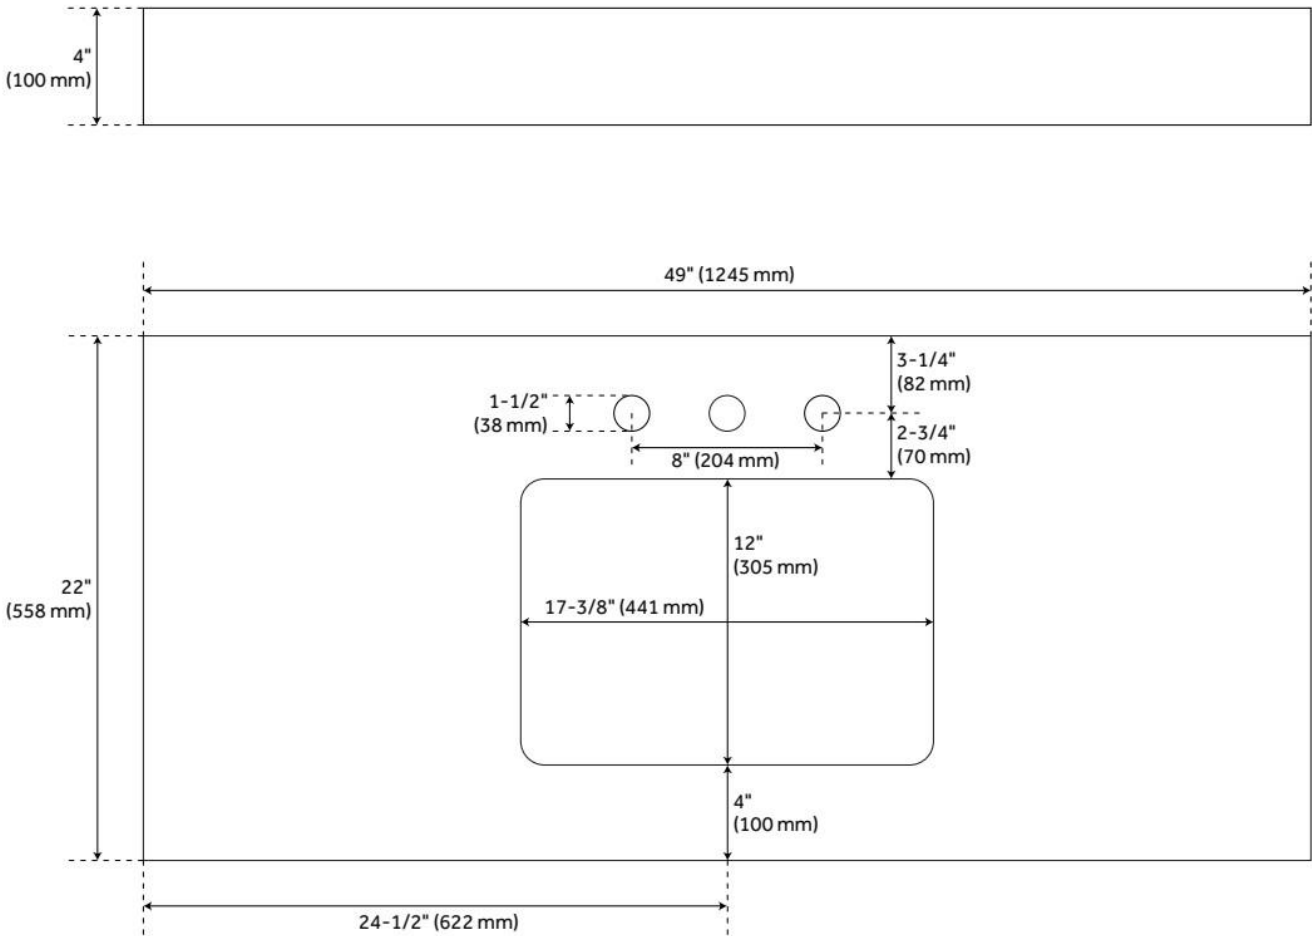 4"
(100 mm)
49" (1245 mm)
3-1/4"
(82 mm)
1-1/2"
(38 mm)
2-3/4"
(70 mm)
8" (204 mm)
12"
(305 mm)
22"
(558 mm)
17-3/8" (441 mm)
4"
(100 mm)
24-1/2" (622 mm)